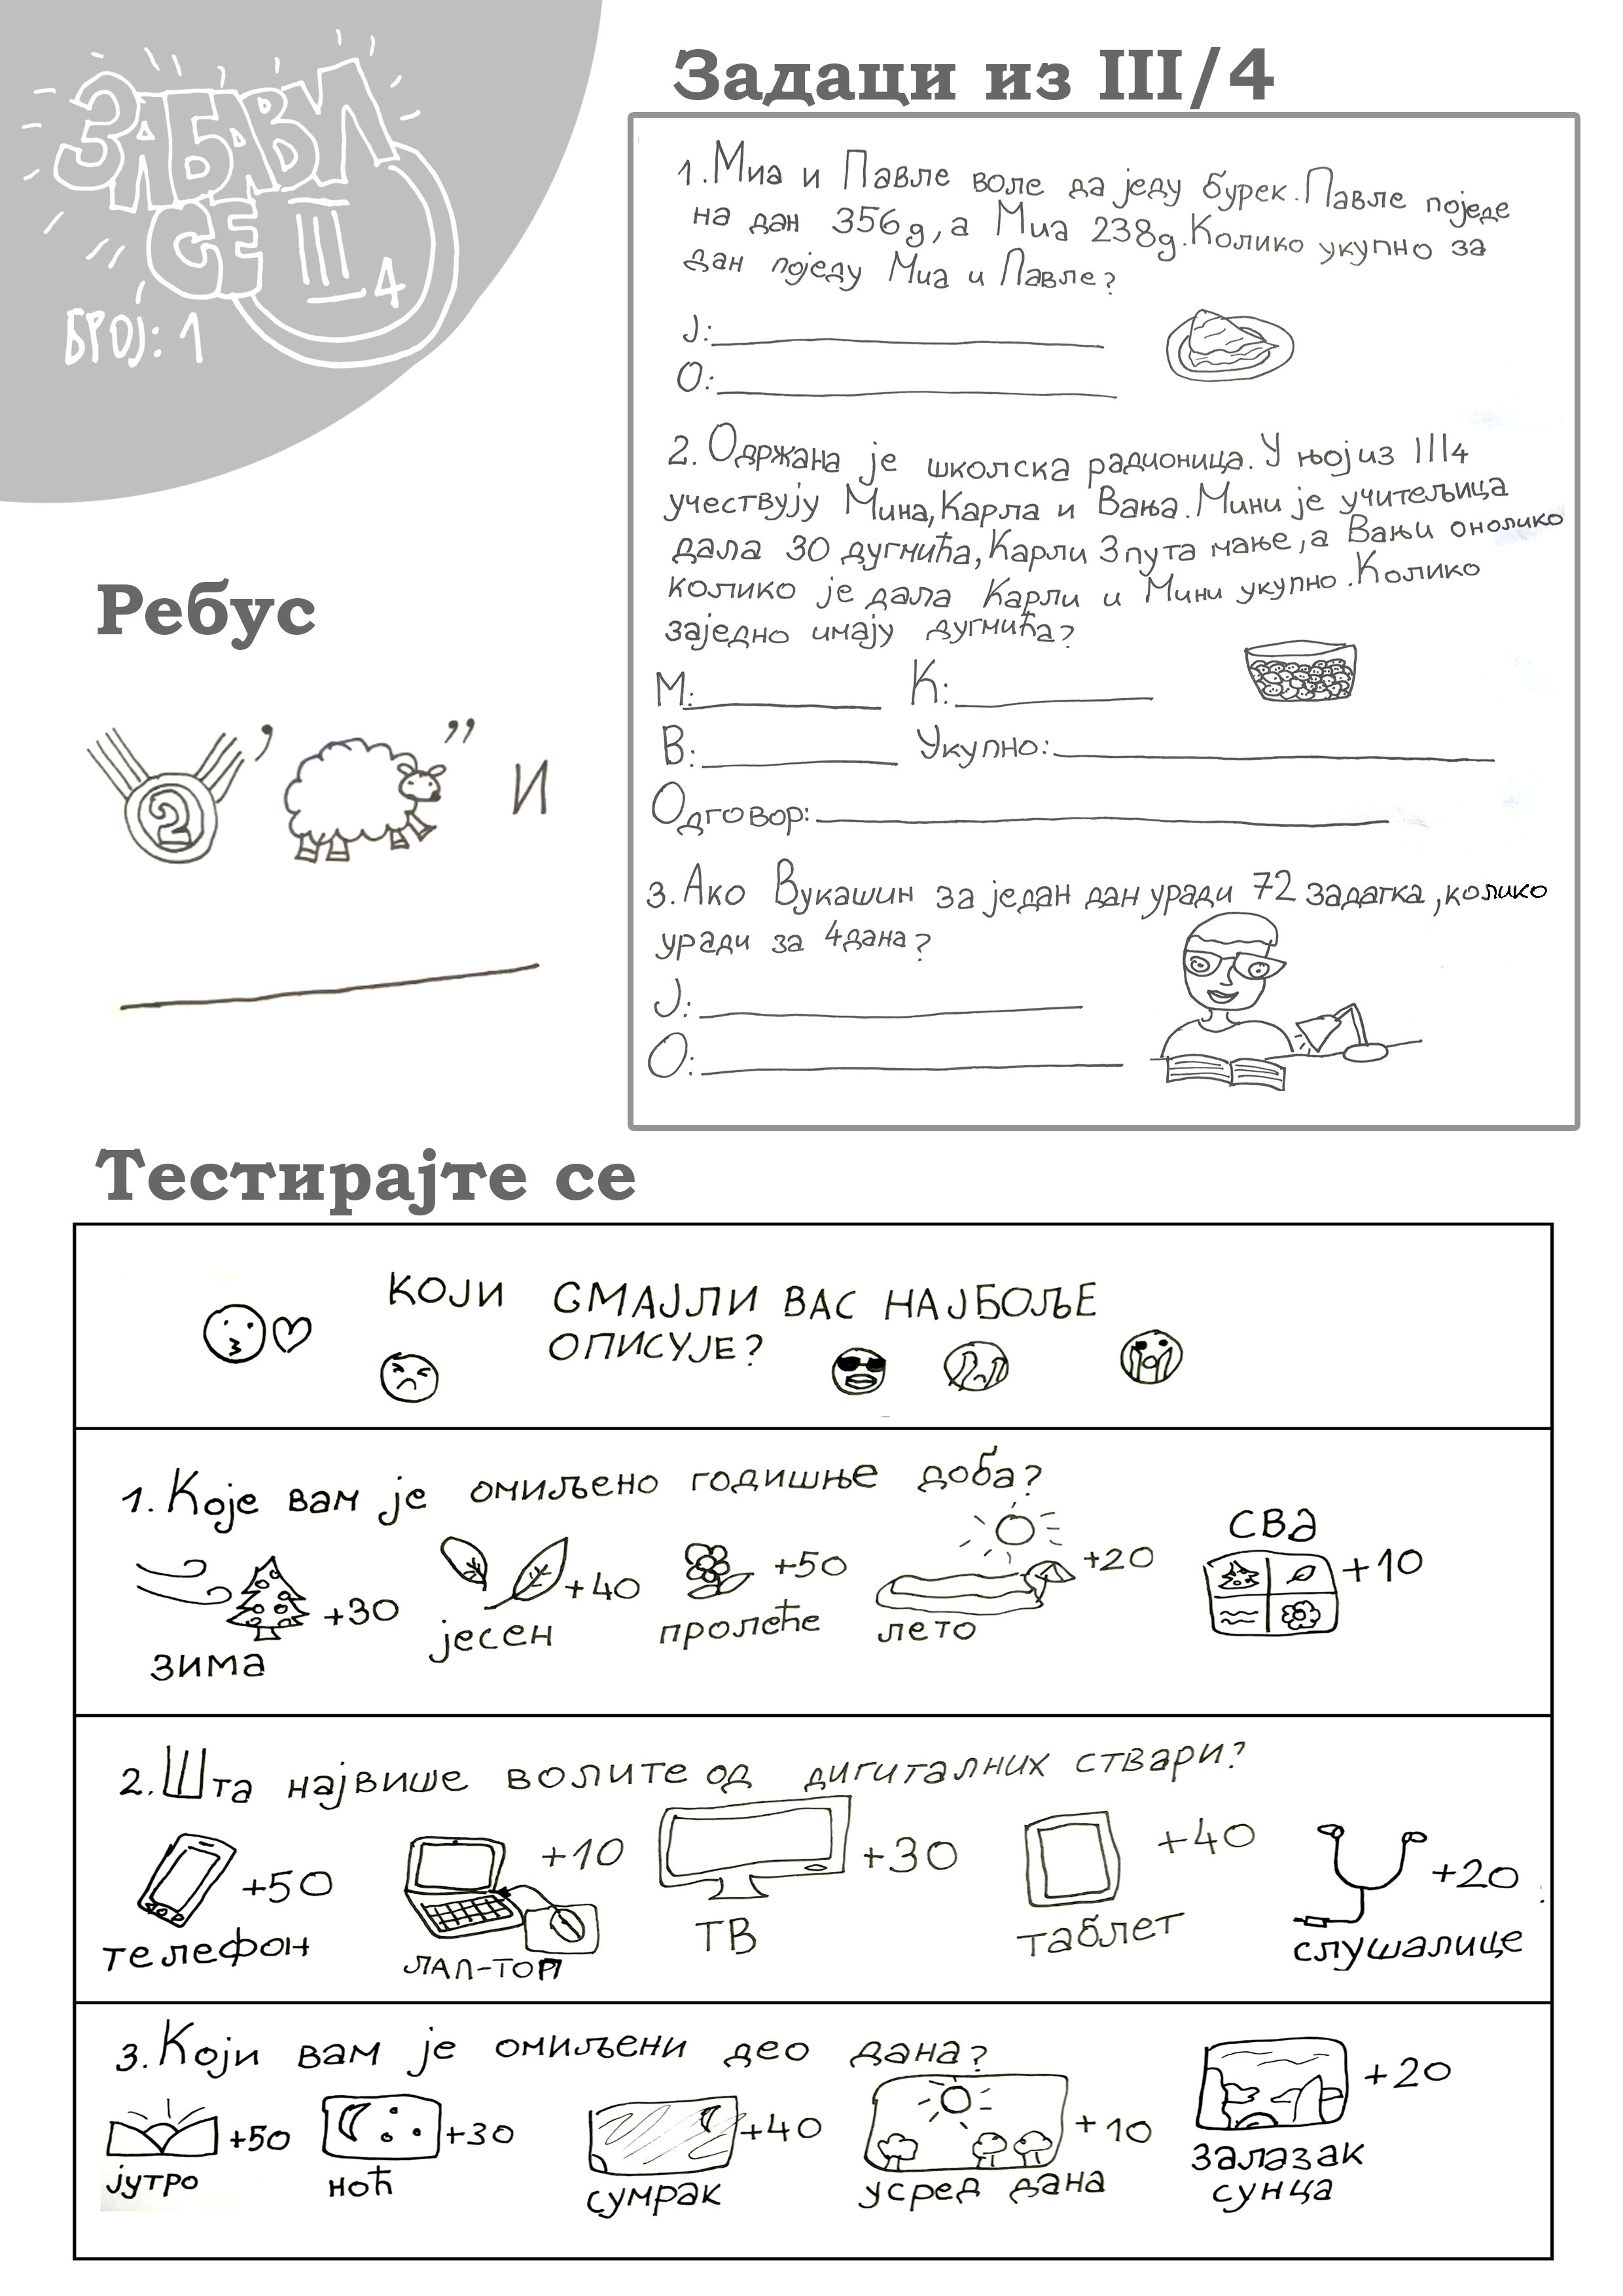 ЗАБАВИ
СЕ III 4
БРОЈ: 1
Задаци из III/4
1. Миа и Павле воле да једу бурек. Павле поједе
на дан 356g, а Миа 238g. Колико укупно за
дан поједу Миа и Павле?
Ј:
О:
2. Одржана је школска радионица. У њој из III4
учествују Мина, Карла и Вања. Мини је учитељица
дала 30 дугмића, Карли 3 пута мање, а Вањи онолико
колико је дала Карли и Мини укупно. Колико
заједно имају дугмића?
М: К:
В: Укупно:
Одговор:
3. Ако Вукашин за један дан уради 72 задатка, колико
уради за 4 дана?
Ј:
О:
Ребус
2 , ,, И
Тестирајте се
КОЈИ СМАЈЛИ ВАС НАЈБОЉЕ
ОПИСУЈЕ?
1. Које вам је омиљено годишње доба?
зима +30
јесен +40
пролеће +50
лето +20
СВА +10
2. Шта највише волите од дигиталних ствари?
телефон +50
ЛАП-ТОП +10
ТВ +30
таблет +40
слушалице +20
3. Који вам је омиљени део дана?
јутро +50
ноћ +30
сумрак +40
усред дана +10
залазак
сунца +20